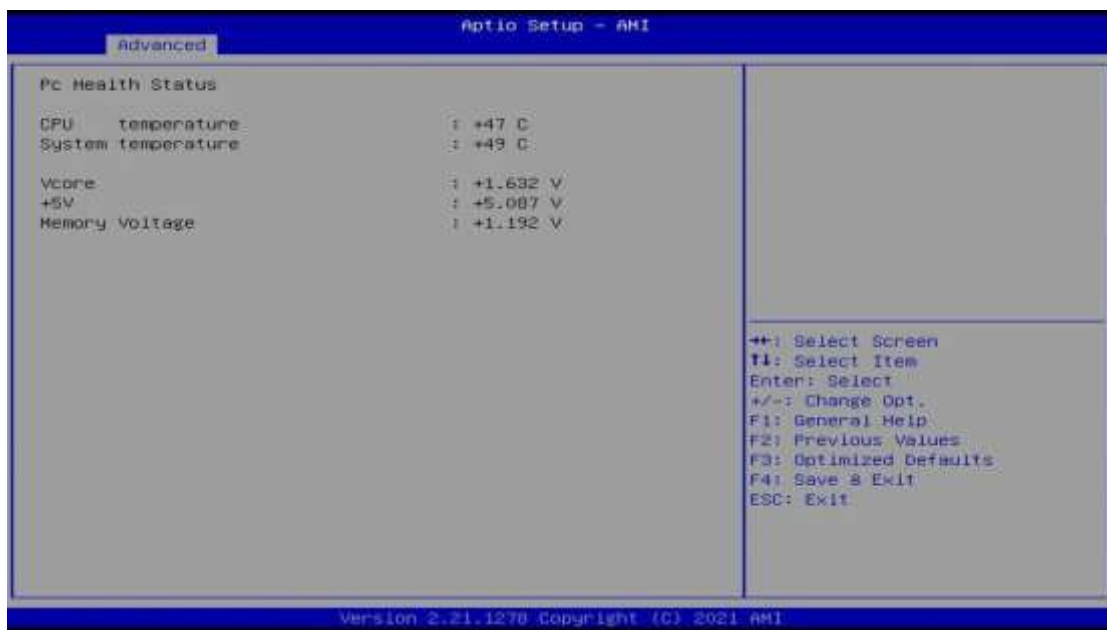 Aptio Setup - AMI
Advanced
Pc Health Status
CPU temperature : +47 C
System temperature : +49 C
Vcore : +1.632 V
+5V : +5.087 V
Memory Voltage : +1.192 V
→←: Select Screen
↑↓: Select Item
Enter: Select
+/-: Change Opt.
F1: General Help
F2: Previous Values
F3: Optimized Defaults
F4: Save & Exit
ESC: Exit
Version 2.21.1278 Copyright (C) 2021 AMI